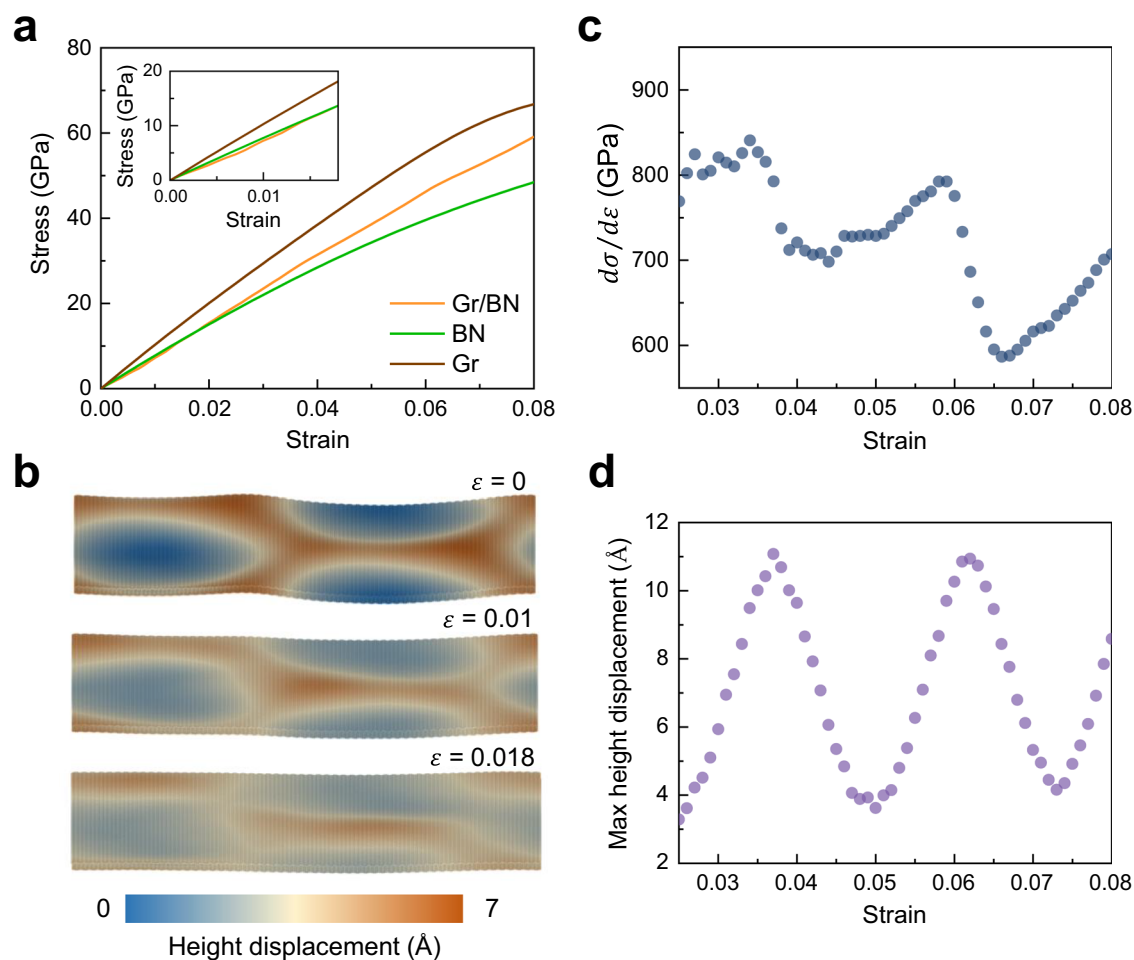 a
80
60
40
20
0
Stress (GPa)
0.00
0.02
0.04
0.06
0.08
Strain
20
10
0
Stress (GPa)
0.00
0.01
Strain
Gr/BN
BN
Gr
b
ε = 0
ε = 0.01
ε = 0.018
0
7
Height displacement (Å)
c
900
800
700
600
dσ/dε (GPa)
0.03
0.04
0.05
0.06
0.07
0.08
Strain
d
12
10
8
6
4
2
Max height displacement (Å)
0.03
0.04
0.05
0.06
0.07
0.08
Strain